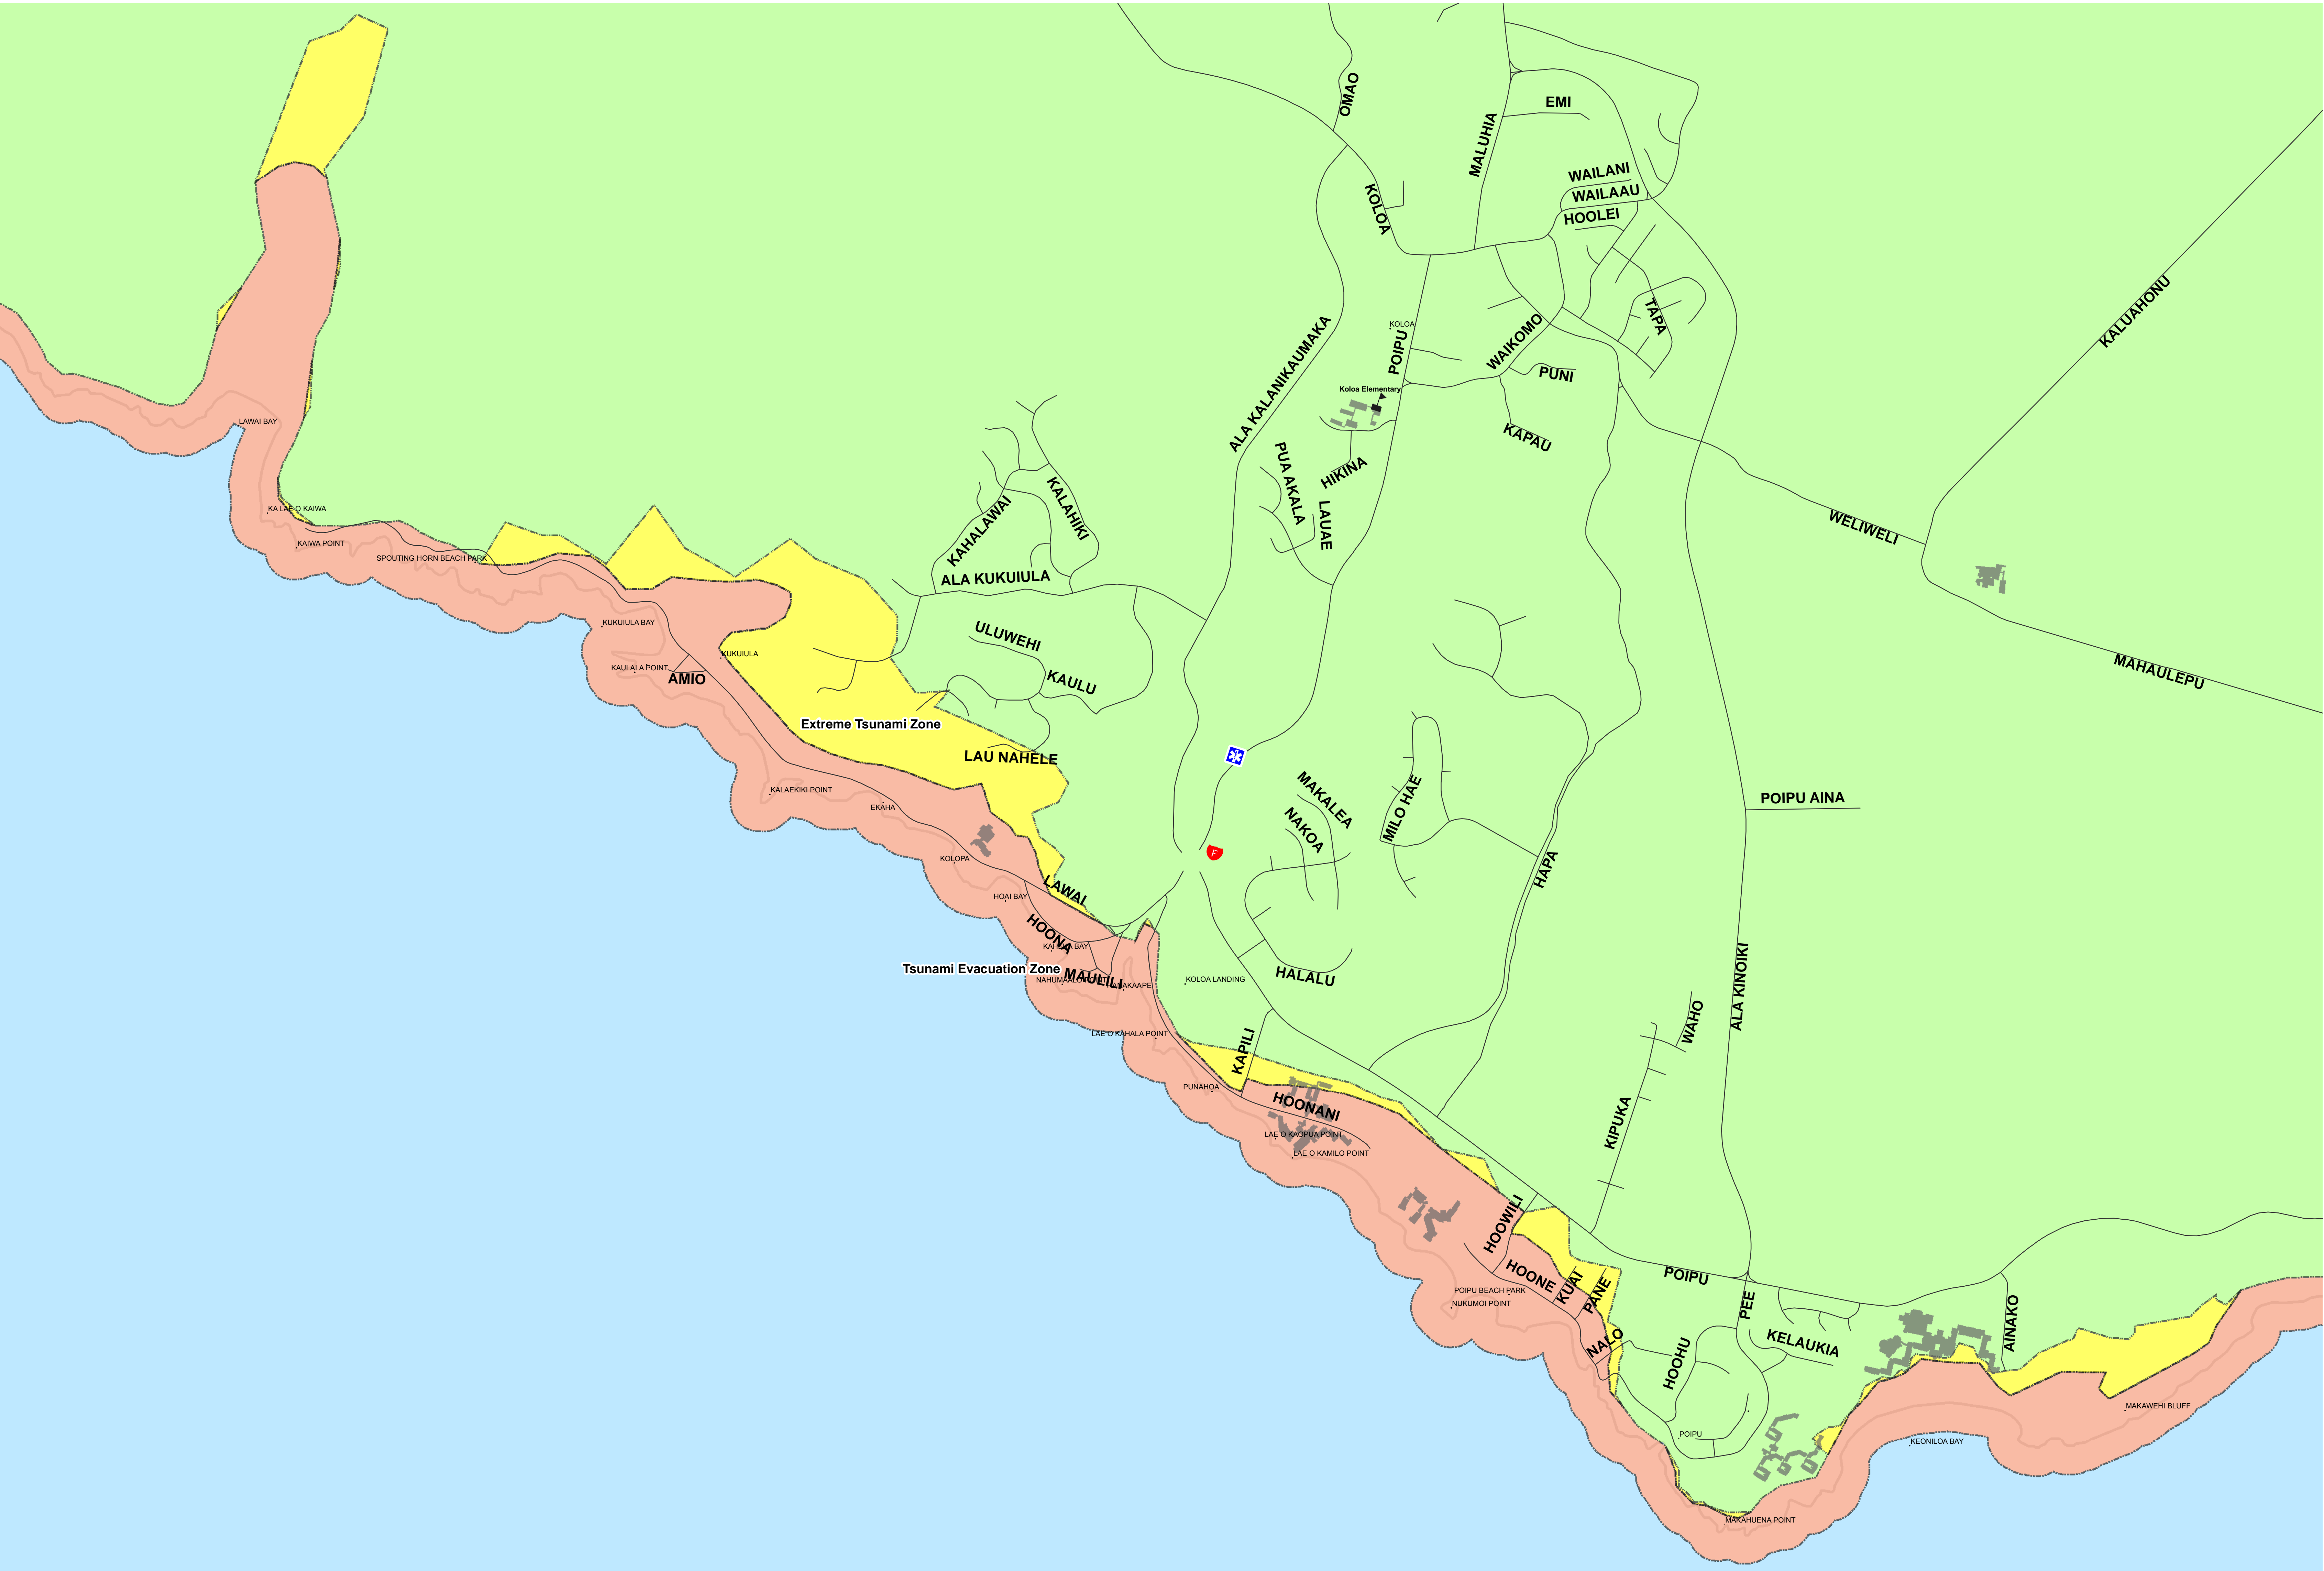 OMAO
EMI
MALUHIA
WAILANI
WAILAAU
HOOLEI
KOLOA
KALUAHONU
TAPA
KOLOA
POIPU
WAIKOMO
ALA KALANIKAUMAKA
PUNI
Koloa Elementary
LAWAI BAY
KAPAU
PUA AKALA
HIKINA
KALAHIKI
KAHALAWAI
LAUAE
KA LAE O KAIWA
KAIWA POINT
WELIWELI
SPOUTING HORN BEACH PARK
ALA KUKUIULA
KUKUIULA BAY
ULUWEHI
KUKUIULA
KAULALA POINT
AMIO
KAULU
MAHAULEPU
Extreme Tsunami Zone
LAU NAHELE
KALAEKIKI POINT
MAKALEA
POIPU AINA
EKAHA
MILO HAE
NAKOA
F
KOLOPA
HAPA
LAWAI
HOAI BAY
HOONA
Tsunami Evacuation Zone
MAULILI
HALALU
KOLOA LANDING
ALA KINOIKI
WAHO
LAE O KAHALA POINT
KAPILI
PUNAHOA
HOONANI
KIPUKA
LAE O KAOPUA POINT
LAE O KAMILO POINT
HOOWILI
HOONE
KUAI
PANE
POIPU
POIPU BEACH PARK
NUKUMOI POINT
PEE
AINAKO
NALO
KELAUKIA
HOOHU
MAKAWEHI BLUFF
POIPU
KEONILOA BAY
MAKAHUENA POINT